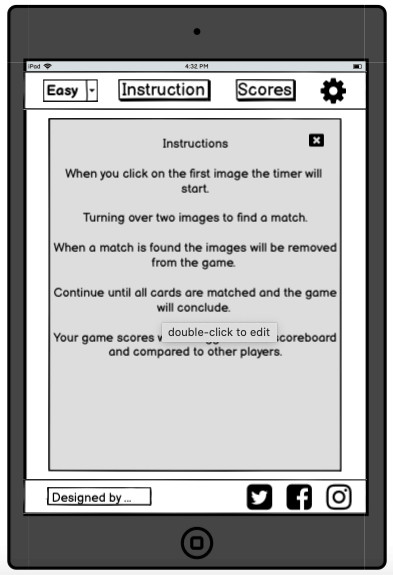 iPod 4:32 PM
Easy Instruction Scores
Instructions
When you click on the first image the timer will
start.
Turning over two images to find a match.
When a match is found the images will be removed
from the game.
Continue until all cards are matched and the game
will conclude.
double-click to edit
Your game scores scoreboard
and compared to other players.
Designed by ...